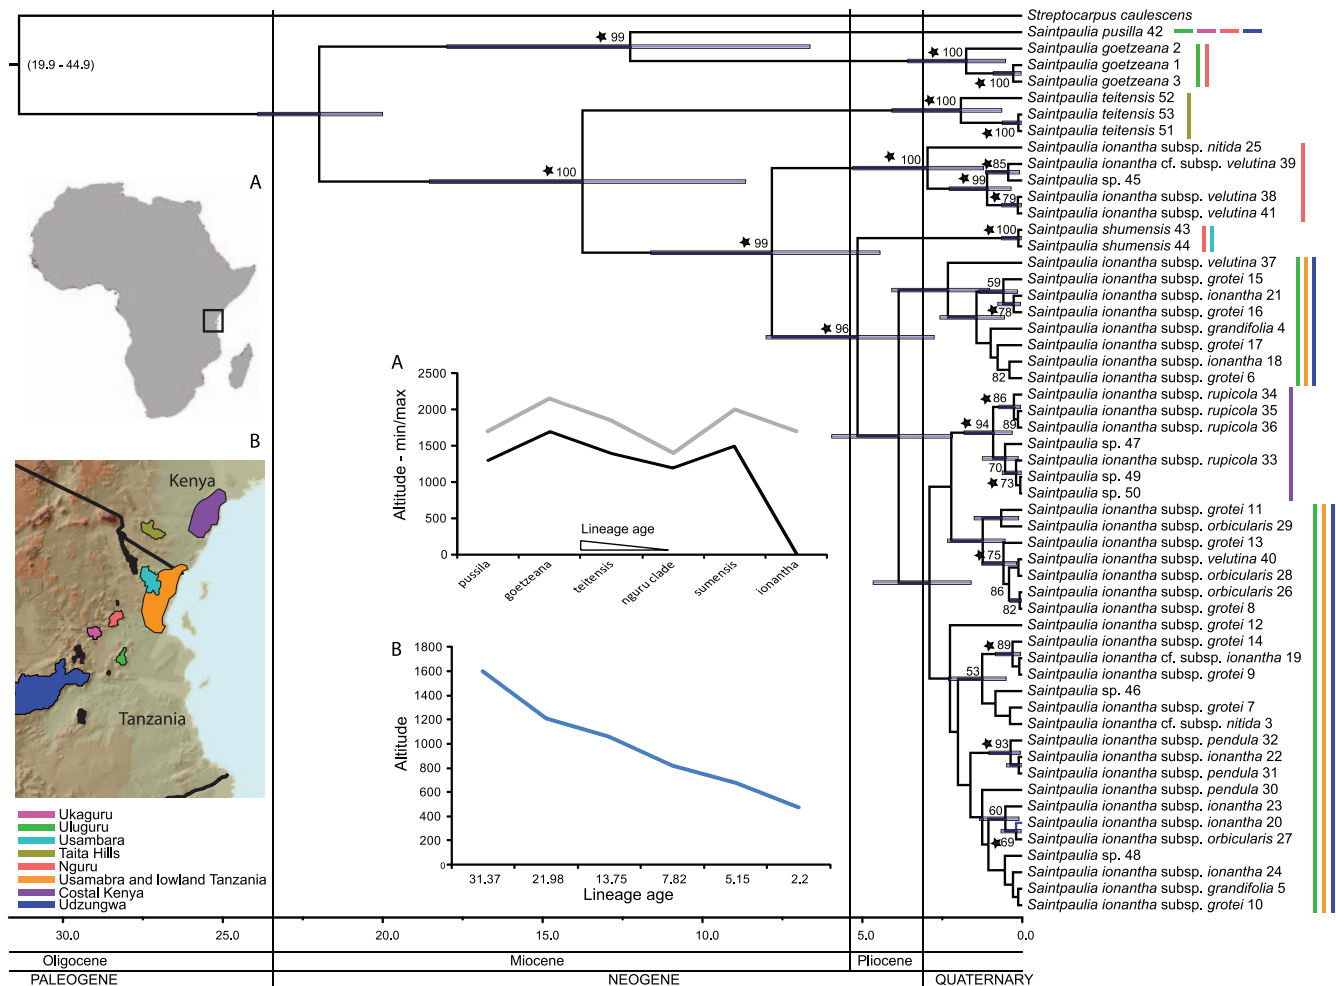 Streptocarpus caulescens
Saintpaulia pusilla 42
Saintpaulia goetzeana 2
Saintpaulia goetzeana 1
Saintpaulia goetzeana 3
Saintpaulia teitensis 52
Saintpaulia teitensis 53
Saintpaulia teitensis 51
Saintpaulia ionantha subsp. nitida 25
Saintpaulia ionantha cf. subsp. velutina 39
Saintpaulia sp. 45
Saintpaulia ionantha subsp. velutina 38
Saintpaulia ionantha subsp. velutina 41
Saintpaulia shumensis 43
Saintpaulia shumensis 44
Saintpaulia ionantha subsp. velutina 37
Saintpaulia ionantha subsp. grotei 15
Saintpaulia ionantha subsp. ionantha 21
Saintpaulia ionantha subsp. grotei 16
Saintpaulia ionantha subsp. grandifolia 4
Saintpaulia ionantha subsp. grotei 17
Saintpaulia ionantha subsp. ionantha 18
Saintpaulia ionantha subsp. grotei 6
Saintpaulia ionantha subsp. rupicola 34
Saintpaulia ionantha subsp. rupicola 35
Saintpaulia ionantha subsp. rupicola 36
Saintpaulia sp. 47
Saintpaulia ionantha subsp. rupicola 33
Saintpaulia sp. 49
Saintpaulia sp. 50
Saintpaulia ionantha subsp. grotei 11
Saintpaulia ionantha subsp. orbicularis 29
Saintpaulia ionantha subsp. grotei 13
Saintpaulia ionantha subsp. velutina 40
Saintpaulia ionantha subsp. orbicularis 28
Saintpaulia ionantha subsp. orbicularis 26
Saintpaulia ionantha subsp. grotei 8
Saintpaulia ionantha subsp. grotei 12
Saintpaulia ionantha subsp. grotei 14
Saintpaulia ionantha cf. subsp. ionantha 19
Saintpaulia ionantha subsp. grotei 9
Saintpaulia sp. 46
Saintpaulia ionantha subsp. grotei 7
Saintpaulia ionantha cf. subsp. nitida 3
Saintpaulia ionantha subsp. pendula 32
Saintpaulia ionantha subsp. ionantha 22
Saintpaulia ionantha subsp. pendula 31
Saintpaulia ionantha subsp. pendula 30
Saintpaulia ionantha subsp. ionantha 23
Saintpaulia ionantha subsp. ionantha 20
Saintpaulia ionantha subsp. orbicularis 27
Saintpaulia sp. 48
Saintpaulia ionantha subsp. ionantha 24
Saintpaulia ionantha subsp. grandifolia 5
Saintpaulia ionantha subsp. grotei 10
(19.9 - 44.9)
99
100
100
100
100
100
100
85
99
79
100
99
96
59
78
82
86
94
89
70
73
75
86
82
89
53
93
60
69
A
B
Kenya
Tanzania
Ukaguru
Uluguru
Usambara
Taita Hills
Nguru
Usamabra and lowland Tanzania
Costal Kenya
Udzungwa
A
Altitude - min/max
2500
2000
1500
1000
500
0
Lineage age
pussila
goetzeana
teitensis
nguru clade
sumensis
ionantha
B
Altitude
1800
1600
1400
1200
1000
800
600
400
200
0
31,37 21,98 13,75 7,82 5,15 2,2
Lineage age
30.0 25.0 20.0 15.0 10.0 5.0 0.0
Oligocene Miocene Pliocene
PALEOGENE NEOGENE QUATERNARY